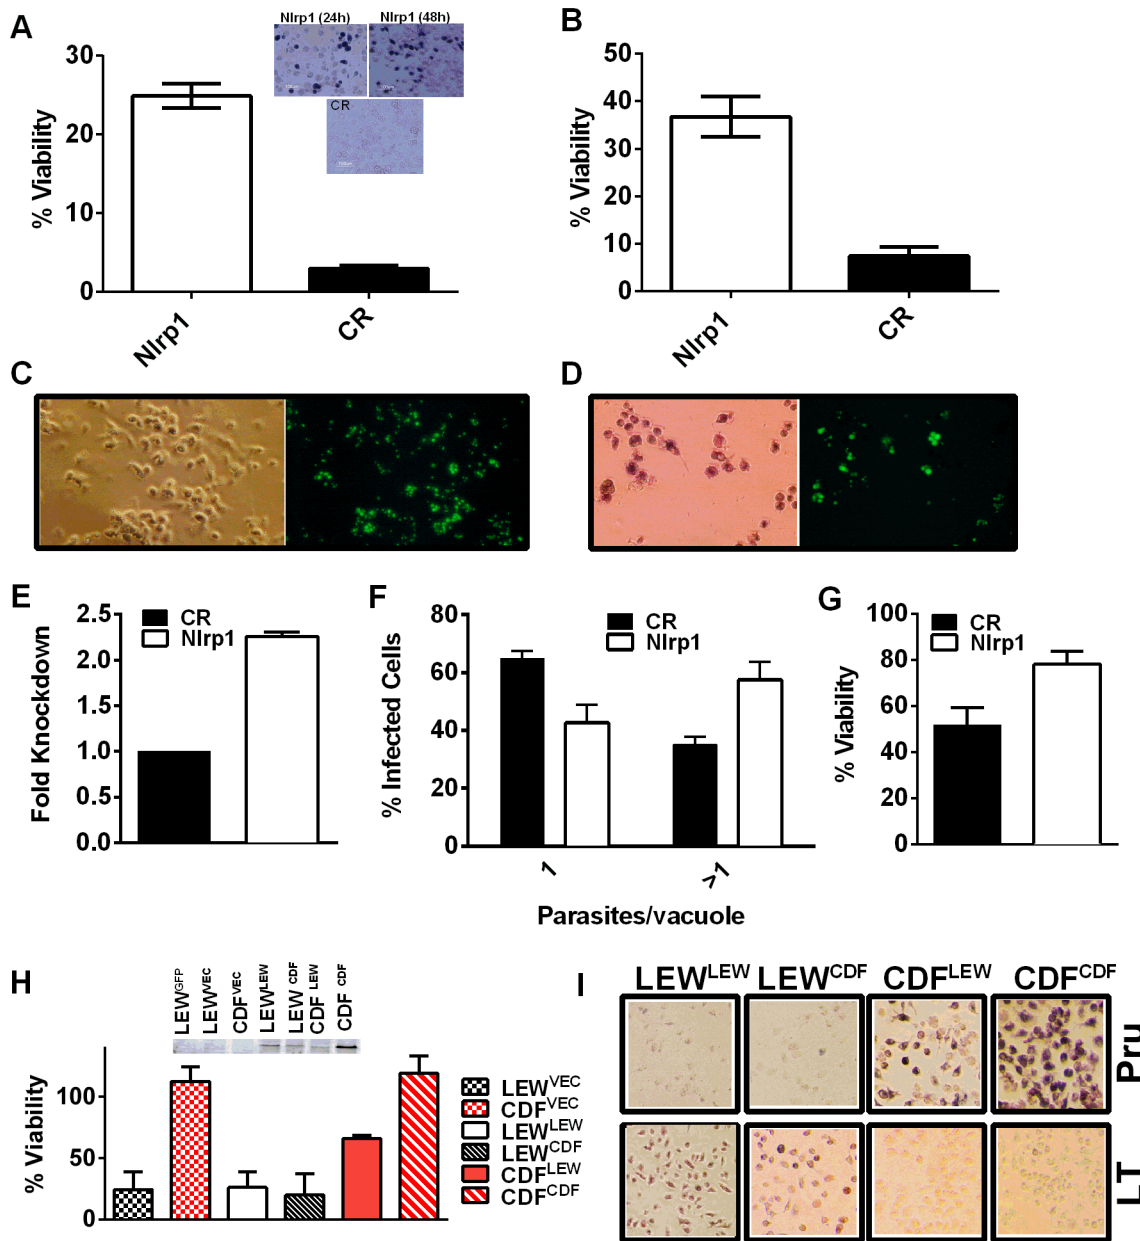 A
Nlrp1 (24h)
Nlrp1 (48h)
CR
% Viability
30
20
10
0
Nlrp1
CR
B
% Viability
50
40
30
20
10
0
Nlrp1
CR
C
D
E
Fold Knockdown
2.5
2.0
1.5
1.0
0.5
0.0
CR
Nlrp1
F
% Infected Cells
80
60
40
20
0
CR
Nlrp1
1
>1
Parasites/vacuole
G
% Viability
100
80
60
40
20
0
CR
Nlrp1
H
LEWGFP
LEWVEC
CDFVEC
LEWLEW
LEWCDF
CDFLEW
CDFCDF
% Viability
100
50
0
LEWVEC
CDFVEC
LEWLEW
LEWCDF
CDFLEW
CDFCDF
I
LEWLEW
LEWCDF
CDFLEW
CDFCDF
Pru
LT